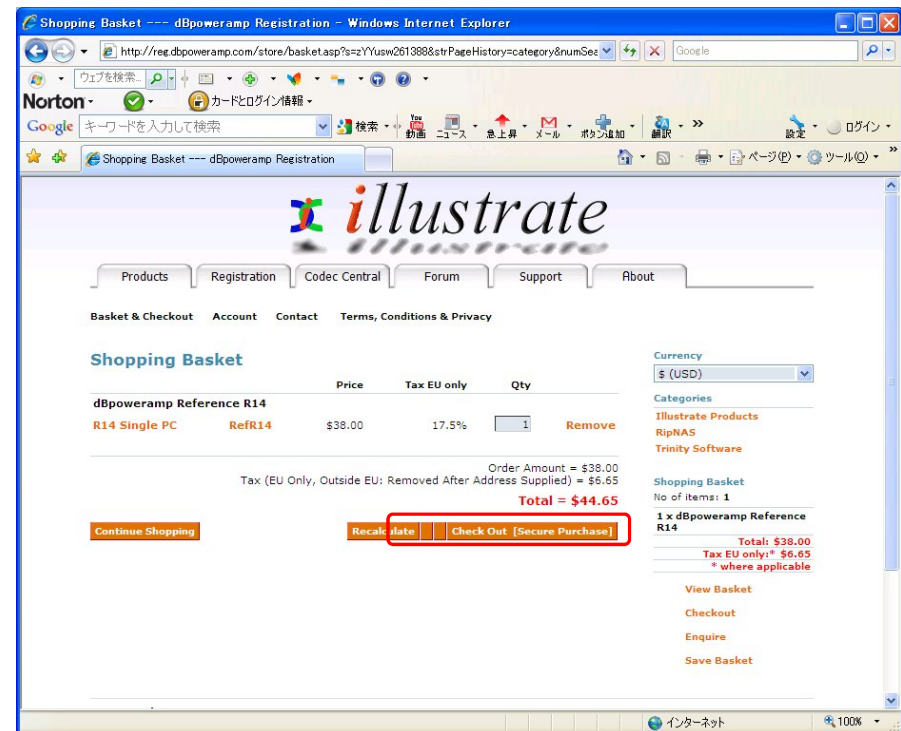 Shopping Basket --- dBpoweramp Registration - Windows Internet Explorer
http://reg.dbpoweramp.com/store/basket.asp?s=zYYusw261388&strPageHistory=category&numSee
Google
ウェブを検索...
Norton
カードとログイン情報
Google キーワードを入力して検索 検索 You 動画 ニュース 急上昇 メール ボタン追加 翻訳 » 設定 ログイン
Shopping Basket --- dBpoweramp Registration ページ(P) ツール(O) »
illustrate
Products Registration Codec Central Forum Support About
Basket & Checkout Account Contact Terms, Conditions & Privacy
Shopping Basket
Price Tax EU only Qty
dBpoweramp Reference R14
R14 Single PC RefR14 $38.00 17.5% 1 Remove
Order Amount = $38.00
Tax (EU Only, Outside EU: Removed After Address Supplied) = $6.65
Total = $44.65
Continue Shopping Recalculate Check Out [Secure Purchase]
Currency
$ (USD)
Categories
Illustrate Products
RipNAS
Trinity Software
Shopping Basket
No of items: 1
1 x dBpoweramp Reference
R14
Total: $38.00
Tax EU only:* $6.65
* where applicable
View Basket
Checkout
Enquire
Save Basket
インターネット 100%